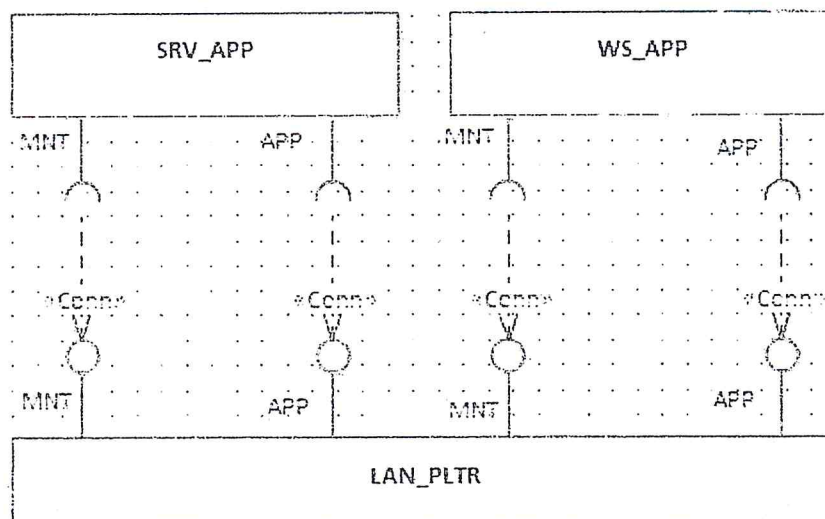 SRV_APP WS_APP
MNT APP MNT APP
«Conn» «Conn» «Conn» «Conn»
MNT APP MNT APP
LAN_PLTR